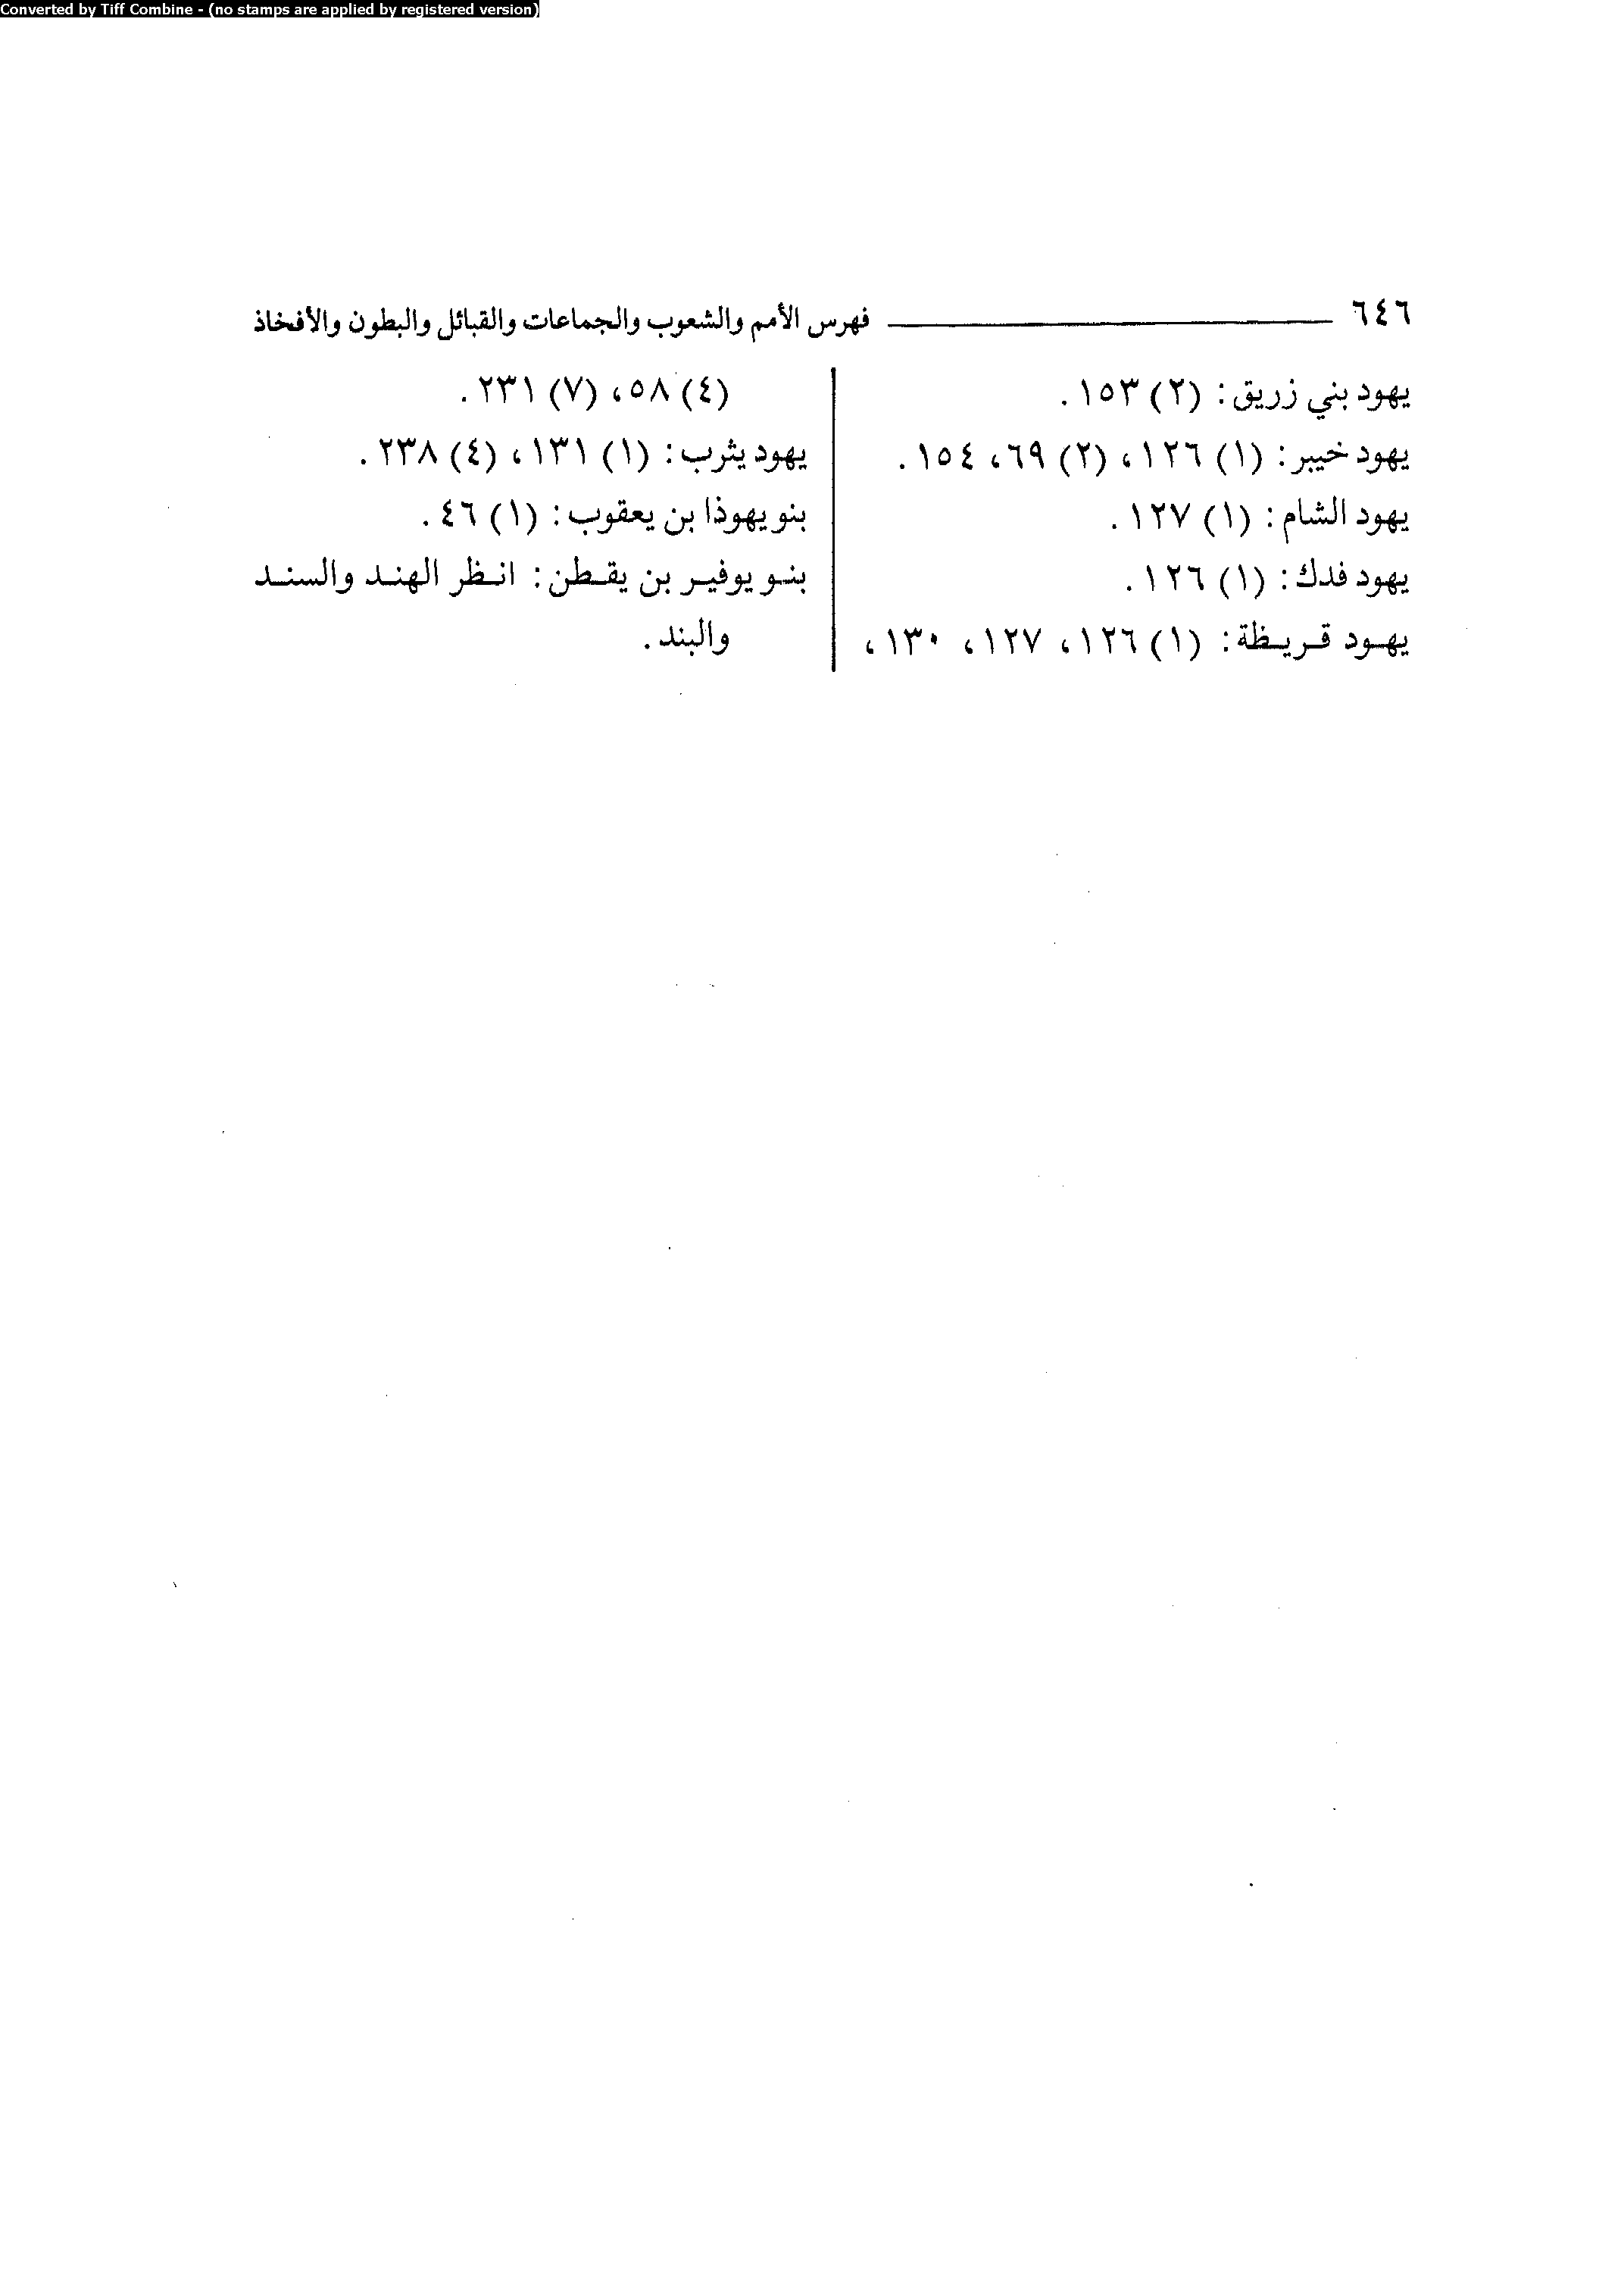 Converted by Tiff Combine - (no stamps are applied by registered version)
٦٤٦ فهرس الأمم والشعوب والجماعات والقبائل والبطون والأفخاذ
يهود بني زريق: (٢) ١٥٣.
يهود خيبر: (١) ١٢٦، (٢) ٦٩، ١٥٤.
يهود الشام: (١) ١٢٧.
يهود فدك: (١) ١٢٦.
يهود قريظة: (١) ١٢٦، ١٢٧، ١٣٠،
(٤) ٥٨، (٧) ٢٣١.
يهود يثرب: (١) ١٣١، (٤) ٢٣٨.
بنو يهوذا بن يعقوب: (١) ٤٦.
بنو يوفير بن يقطن: انظر الهند والسند
والبند.